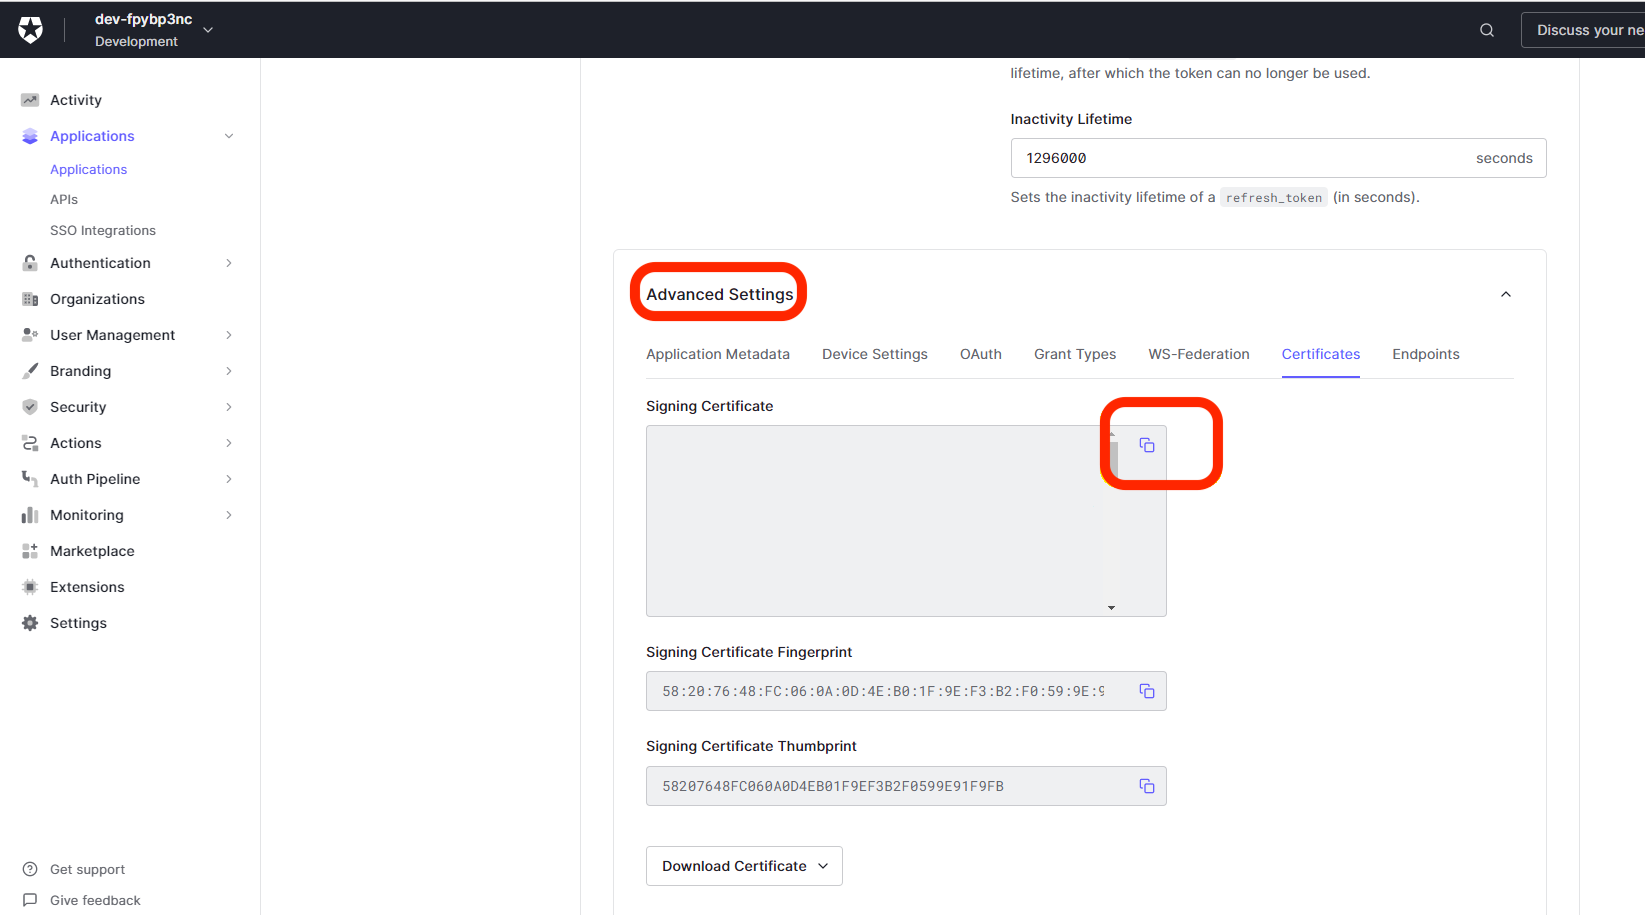 dev-fpybp3nc
Development
Discuss your ne
Activity
Applications
Applications
APIs
SSO Integrations
Authentication
Organizations
User Management
Branding
Security
Actions
Auth Pipeline
Monitoring
Marketplace
Extensions
Settings
Get support
Give feedback
lifetime, after which the token can no longer be used.
Inactivity Lifetime
1296000 seconds
Sets the inactivity lifetime of a refresh_token (in seconds).
Advanced Settings
Application Metadata Device Settings OAuth Grant Types WS-Federation Certificates Endpoints
Signing Certificate
Signing Certificate Fingerprint
58:20:76:48:FC:06:0A:0D:4E:B0:1F:9E:F3:B2:F0:59:9E:9
Signing Certificate Thumbprint
58207648FC060A0D4EB01F9EF3B2F0599E91F9FB
Download Certificate